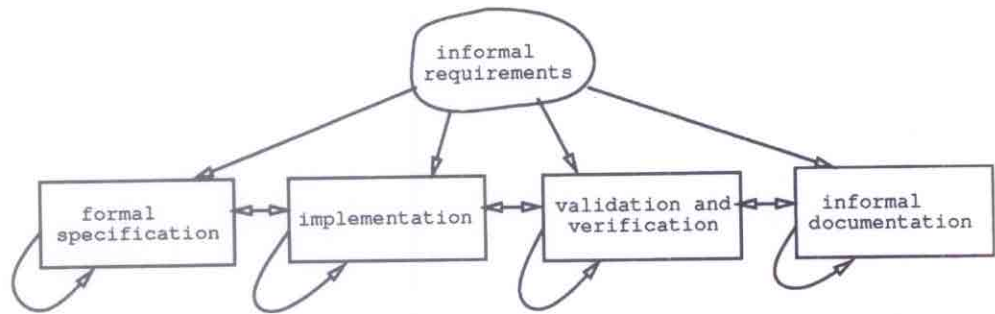 informal
requirements
formal
specification
implementation
validation and
verification
informal
documentation